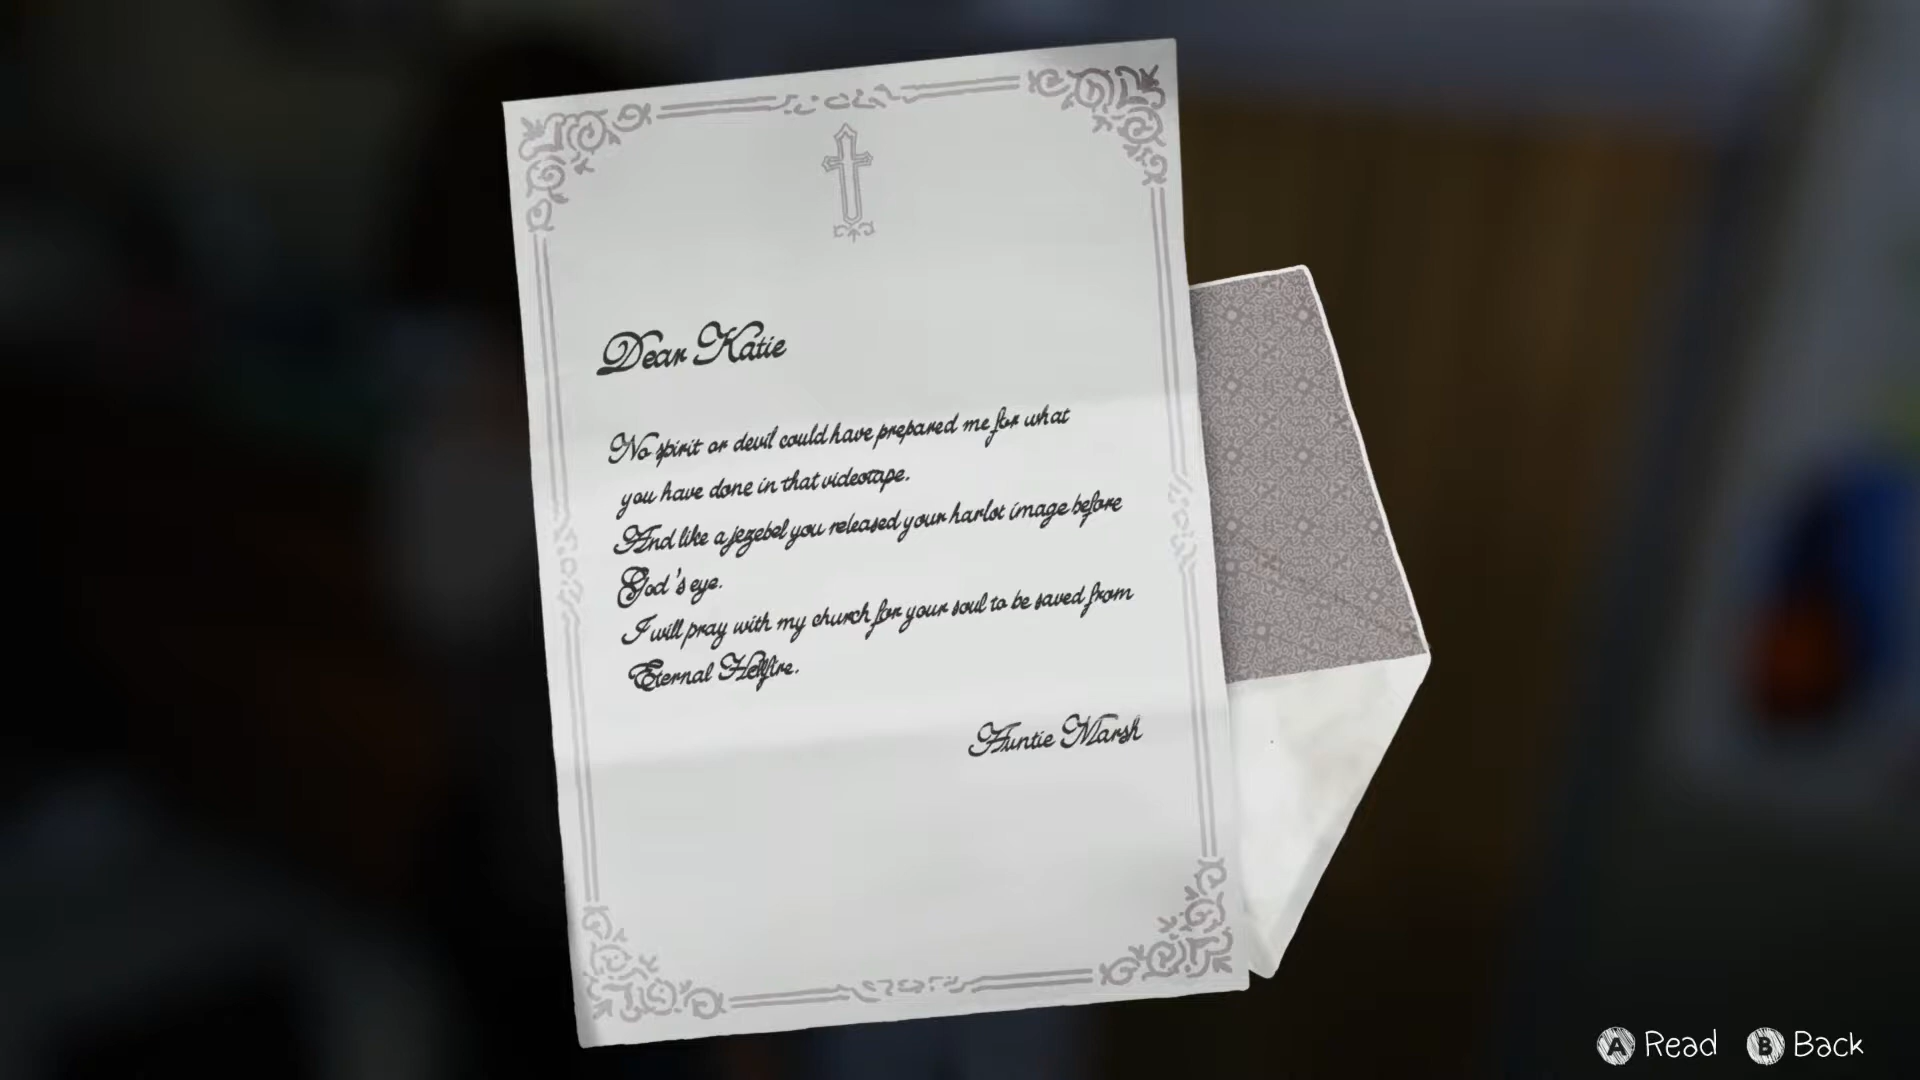 Dear Katie
No spirit or devil could have prepared me for what
you have done in that videotape.
And like a jezebel you released your harlot image before
God's eye.
I will pray with my church for your soul to be saved from
Eternal Hellfire.
Auntie Marsh
A Read B Back